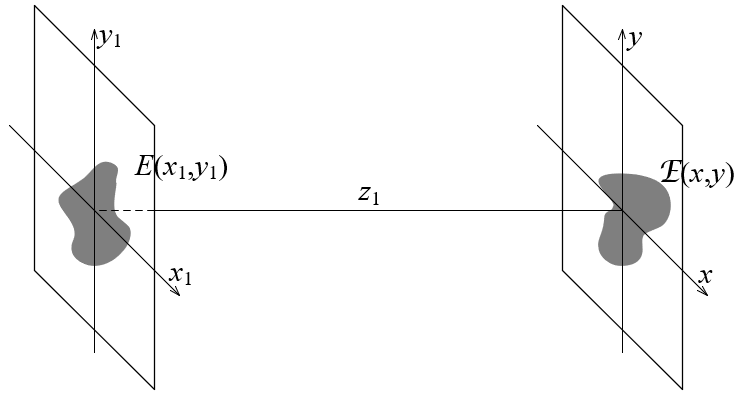 y₁
y
E(x₁,y₁)
ℰ(x,y)
z₁
x₁
x